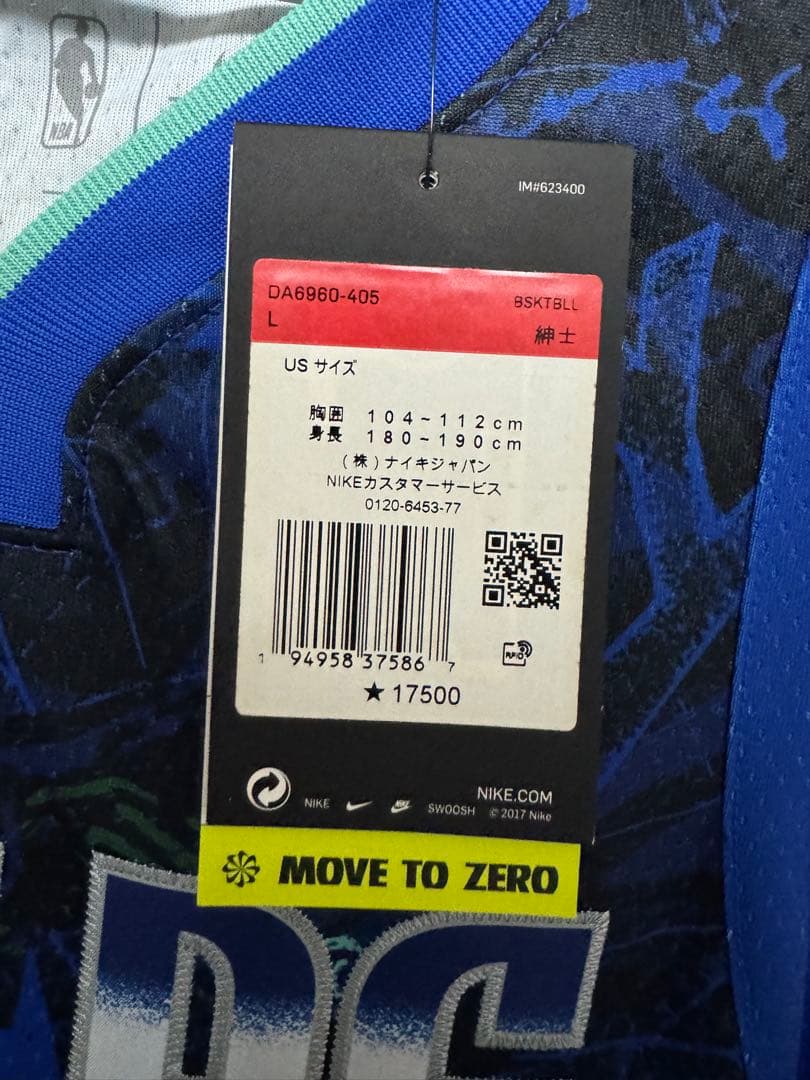 NBA
IM#623400
DA6960-405
BSKTBLL
L
紳士
US サイズ
胸囲 104~112cm
身長 180~190cm
(株)ナイキジャパン
NIKEカスタマーサービス
0120-6453-77
1 94958 37586 7
RFID
★17500
NIKE.COM
NIKE
NIKE
SWOOSH
© 2017 Nike
MOVE TO ZERO